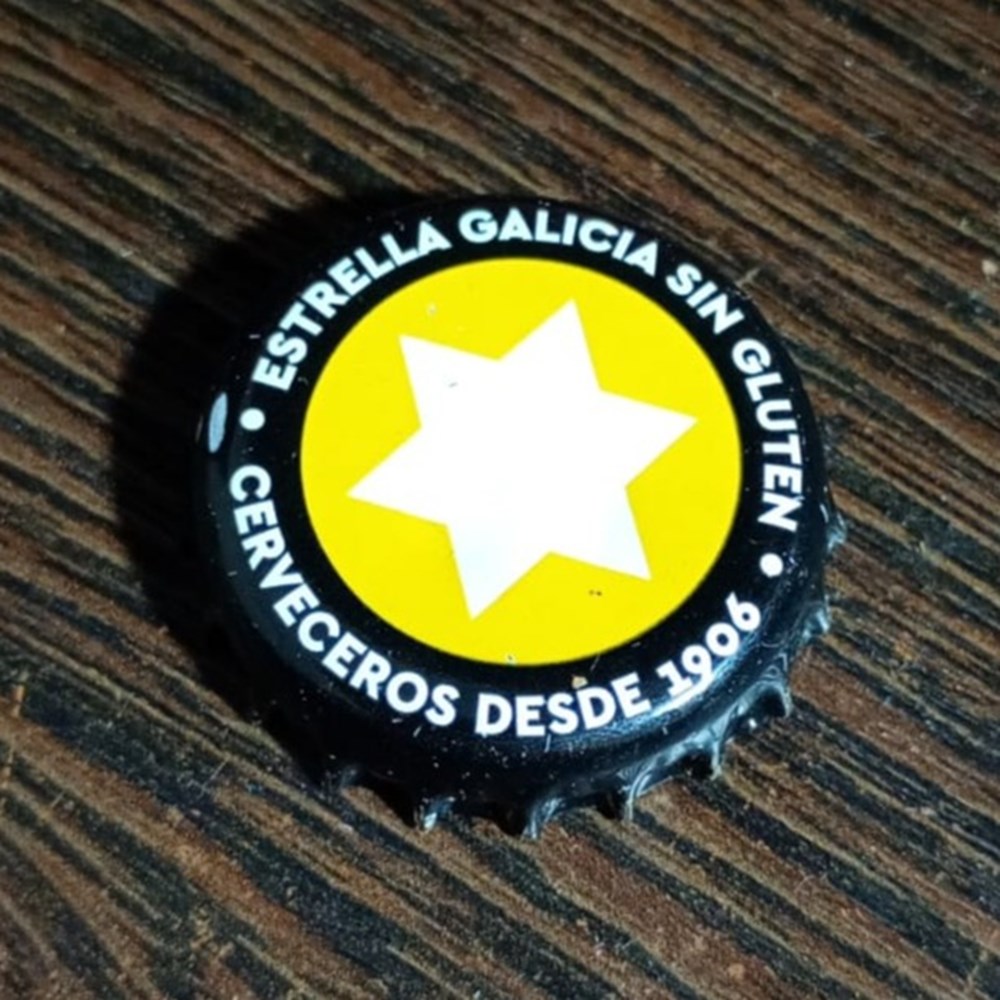 ESTRELLA GALICIA SIN GLUTEN
CERVECEROS DESDE 1906